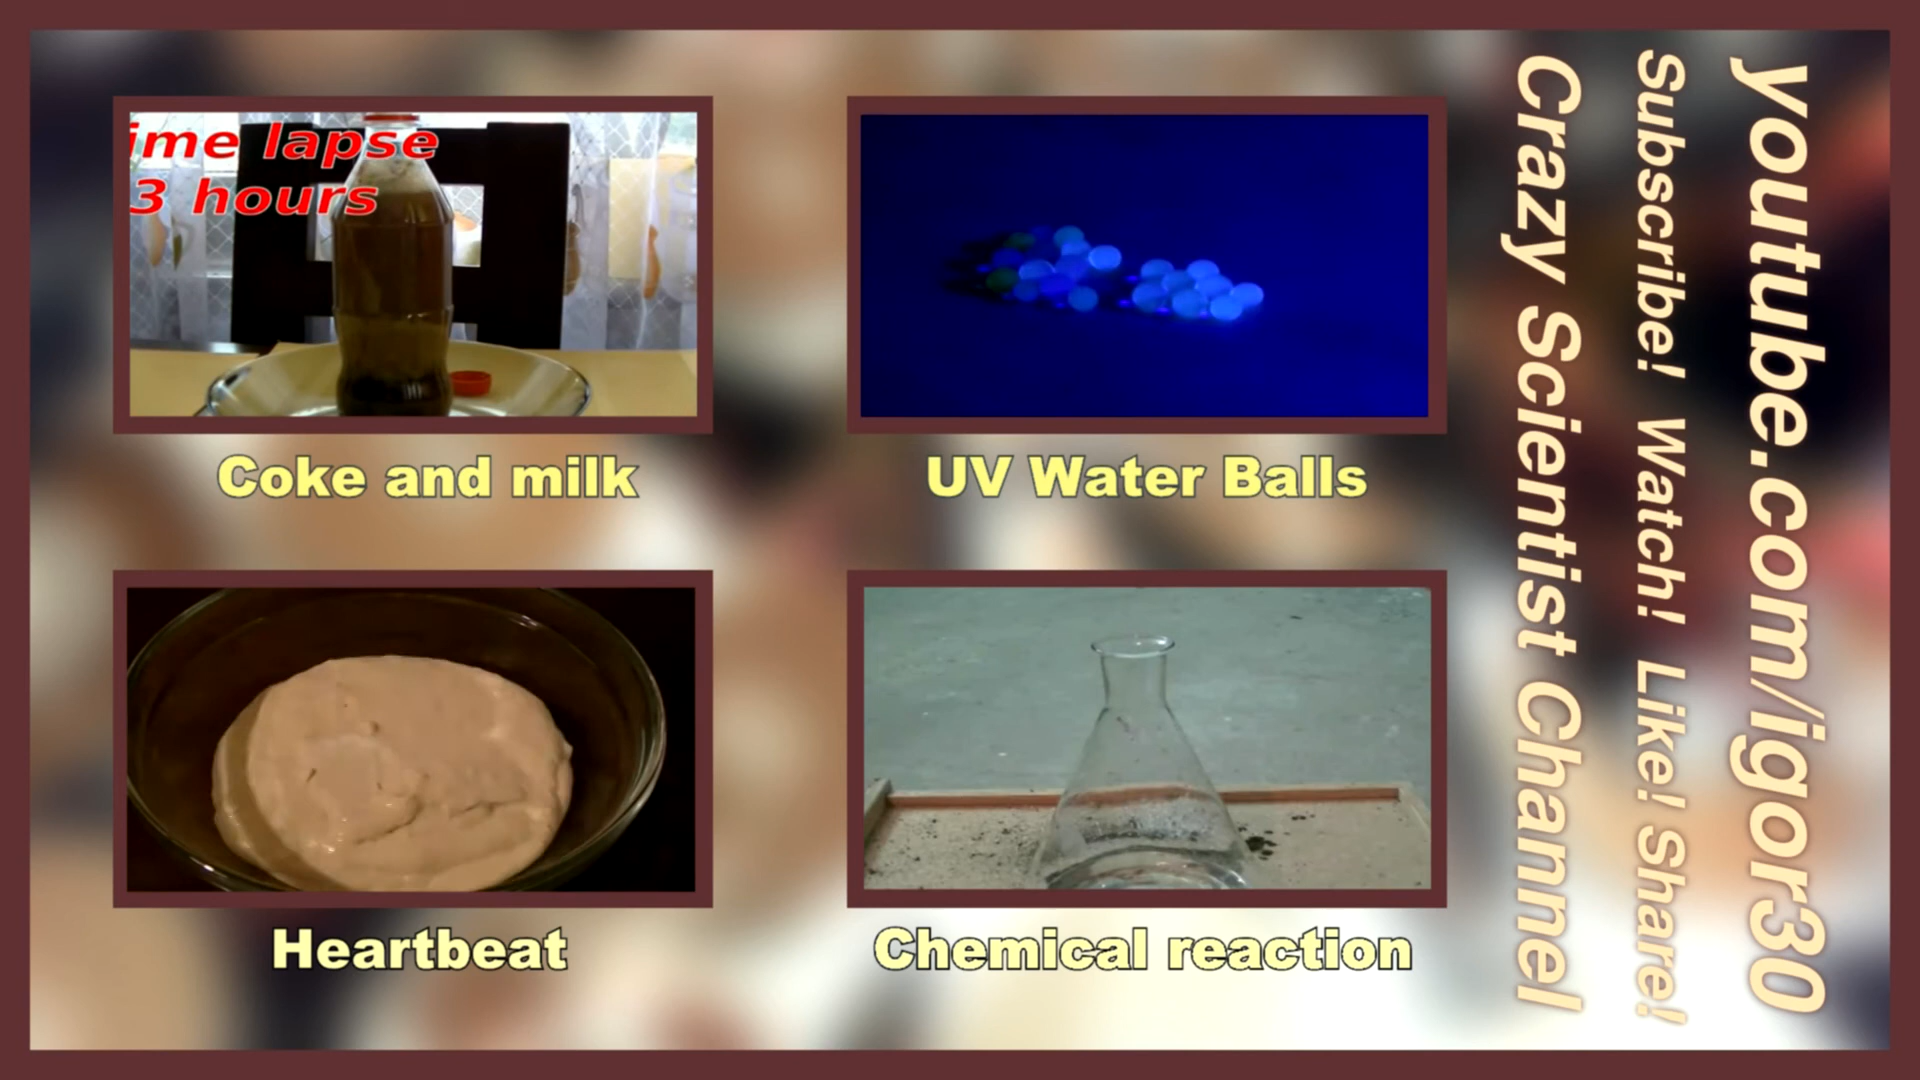 ime lapse
3 hours
Coke and milk
UV Water Balls
Heartbeat
Chemical reaction
youtube.com/igor30
Subscribe! Watch! Like! Share!
Crazy Scientist Channel